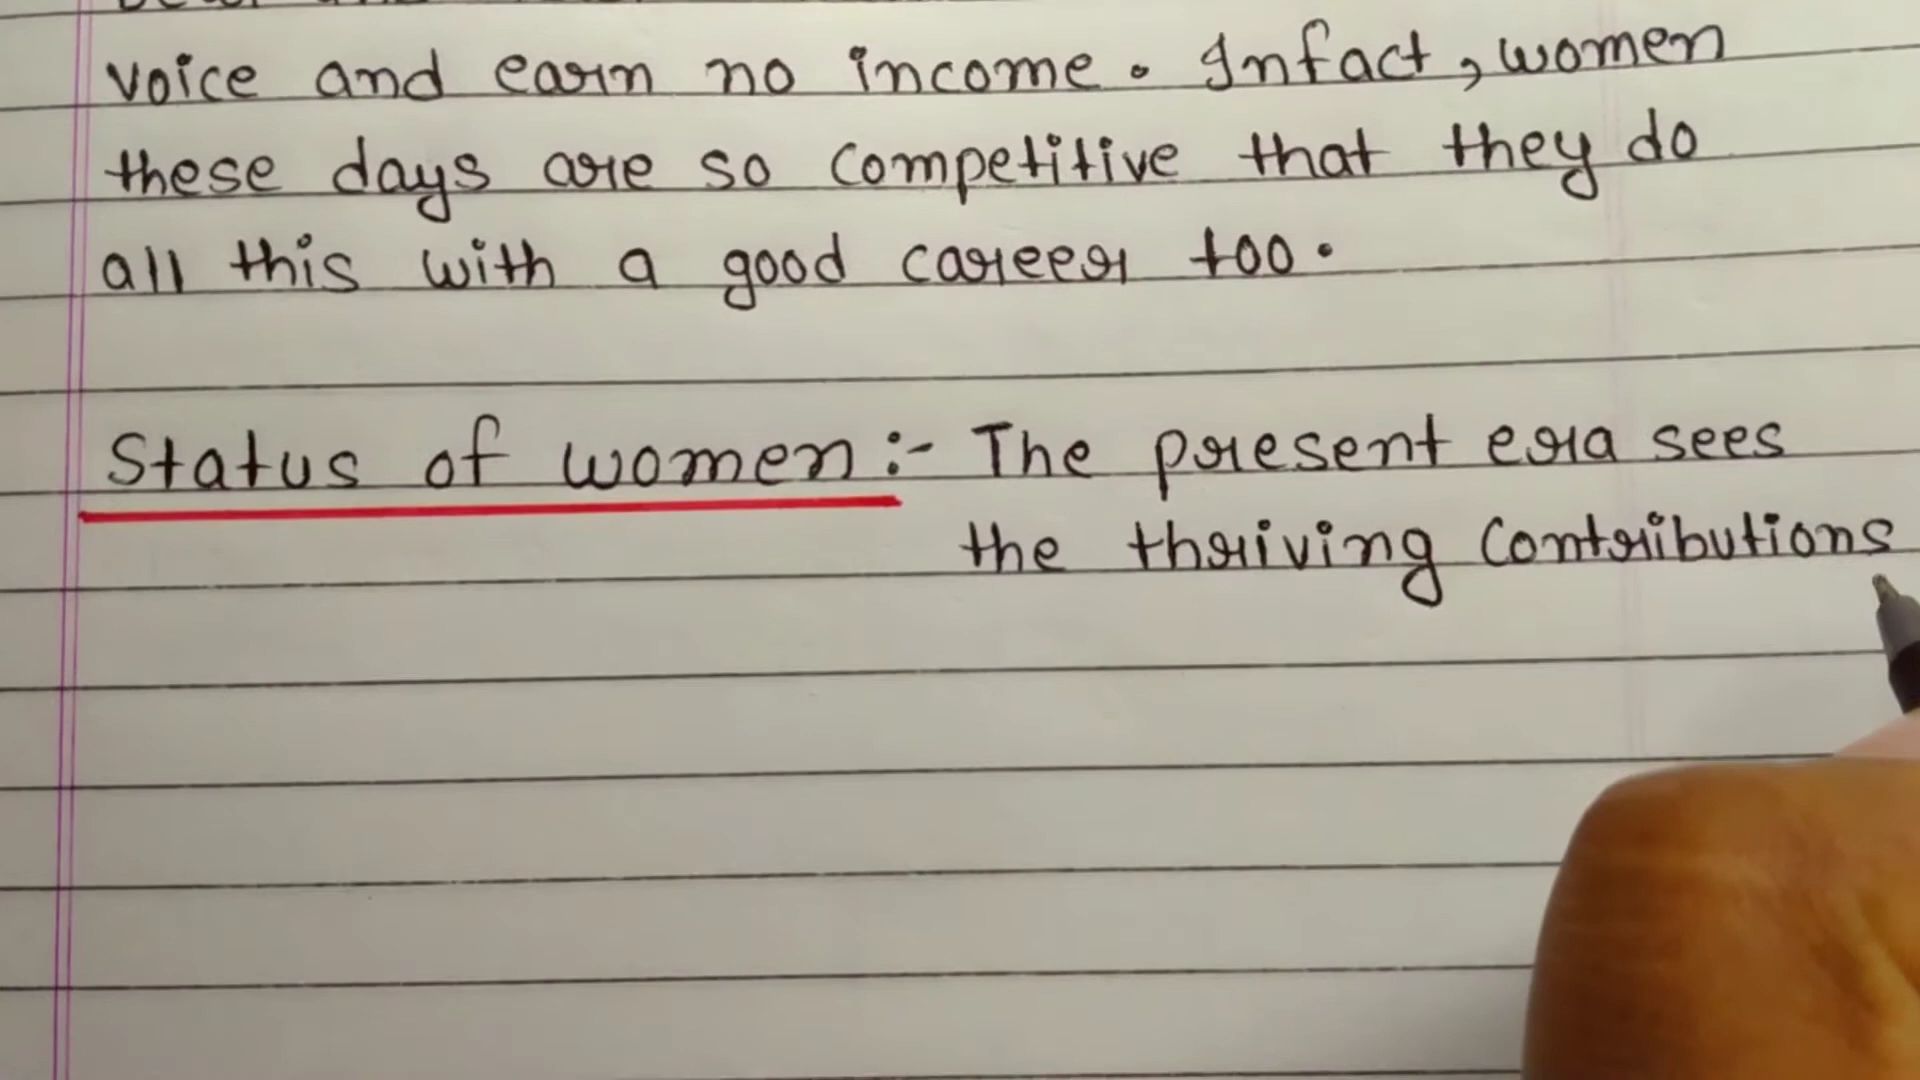 voice and earn no income. Infact, women
these days are so competitive that they do
all this with a good career too.
Status of women:- The present era sees
the thriving contributions